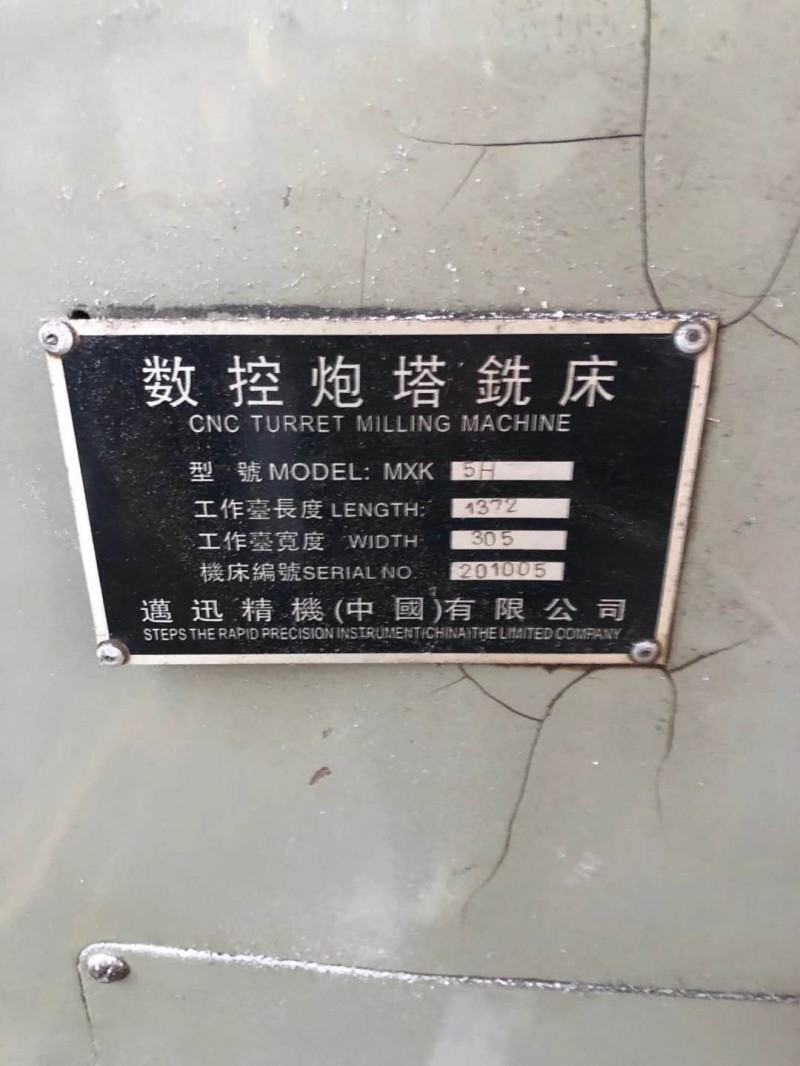 数控炮塔銑床
CNC TURRET MILLING MACHINE
型 號 MODEL: MXK 5H
工作臺長度 LENGTH: 1372
工作臺寬度 WIDTH 305
機床編號 SERIAL NO. 201005
邁迅精機(中國)有限公司
STEPS THE RAPID PRECISION INSTRUMENT(CHINA)THE LIMITED COMPANY